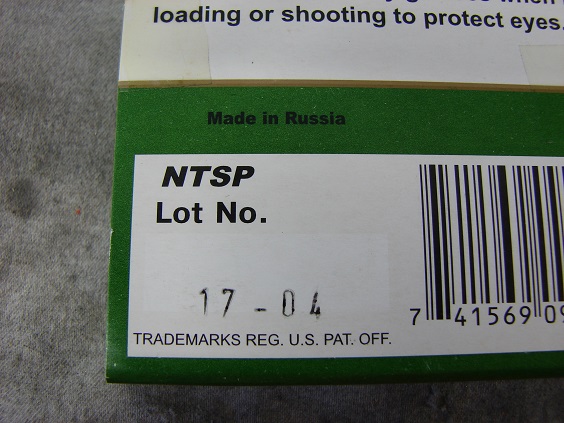 loading or shooting to protect eyes.
Made in Russia
NTSP
Lot No.
17 - 04
7 41569 09
TRADEMARKS REG. U.S. PAT. OFF.